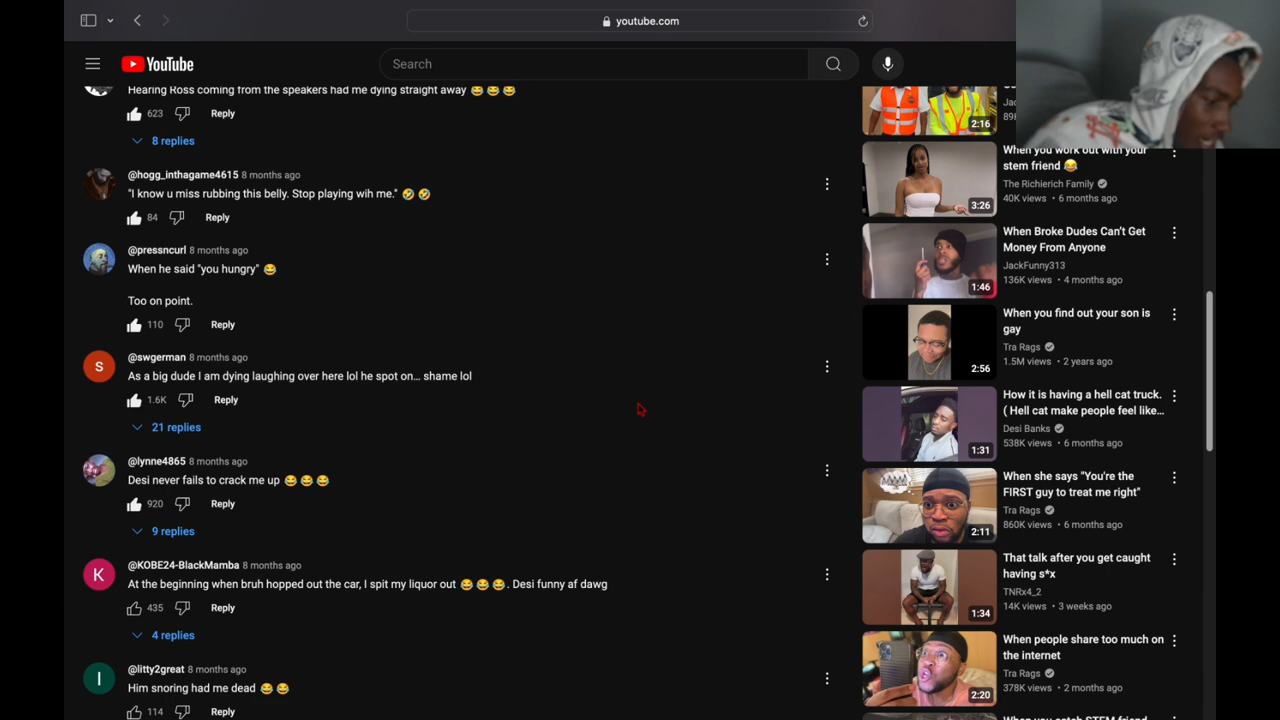 youtube.com
YouTube
Search
Hearing Ross coming from the speakers had me dying straight away 😂😂😂
623
Reply
8 replies
@hogg_inthagame4615 8 months ago
"I know u miss rubbing this belly. Stop playing wih me." 🤣🤣
84
Reply
@pressncurl 8 months ago
When he said "you hungry" 😂
Too on point.
110
Reply
@swgerman 8 months ago
S
As a big dude I am dying laughing over here lol he spot on... shame lol
1.6K
Reply
21 replies
@lynne4865 8 months ago
Desi never fails to crack me up 😂😂😂
920
Reply
9 replies
@KOBE24-BlackMamba 8 months ago
K
At the beginning when bruh hopped out the car, I spit my liquor out 😂😂😂. Desi funny af dawg
435
Reply
4 replies
@litty2great 8 months ago
Him snoring had me dead 😂😂
114
Reply
2:16
When you work out with your
stem friend 😂
The Richierich Family
40K views • 6 months ago
3:26
When Broke Dudes Can't Get
Money From Anyone
JackFunny313
136K views • 4 months ago
1:46
When you find out your son is
gay
Tra Rags
1.5M views • 2 years ago
2:56
How it is having a hell cat truck.
( Hell cat make people feel like...
Desi Banks
538K views • 6 months ago
1:31
When she says "You're the
FIRST guy to treat me right"
Tra Rags
860K views • 6 months ago
2:11
That talk after you get caught
having s*x
TNRx4_2
14K views • 3 weeks ago
1:34
When people share too much on
the internet
Tra Rags
378K views • 2 months ago
2:20